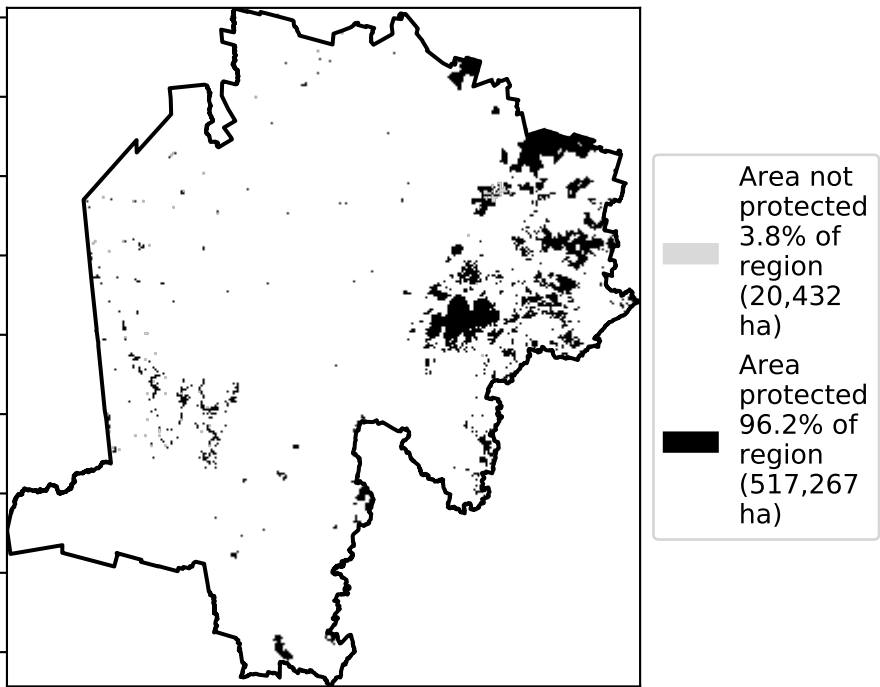 Area not
protected
3.8% of
region
(20,432
ha)
Area
protected
96.2% of
region
(517,267
ha)